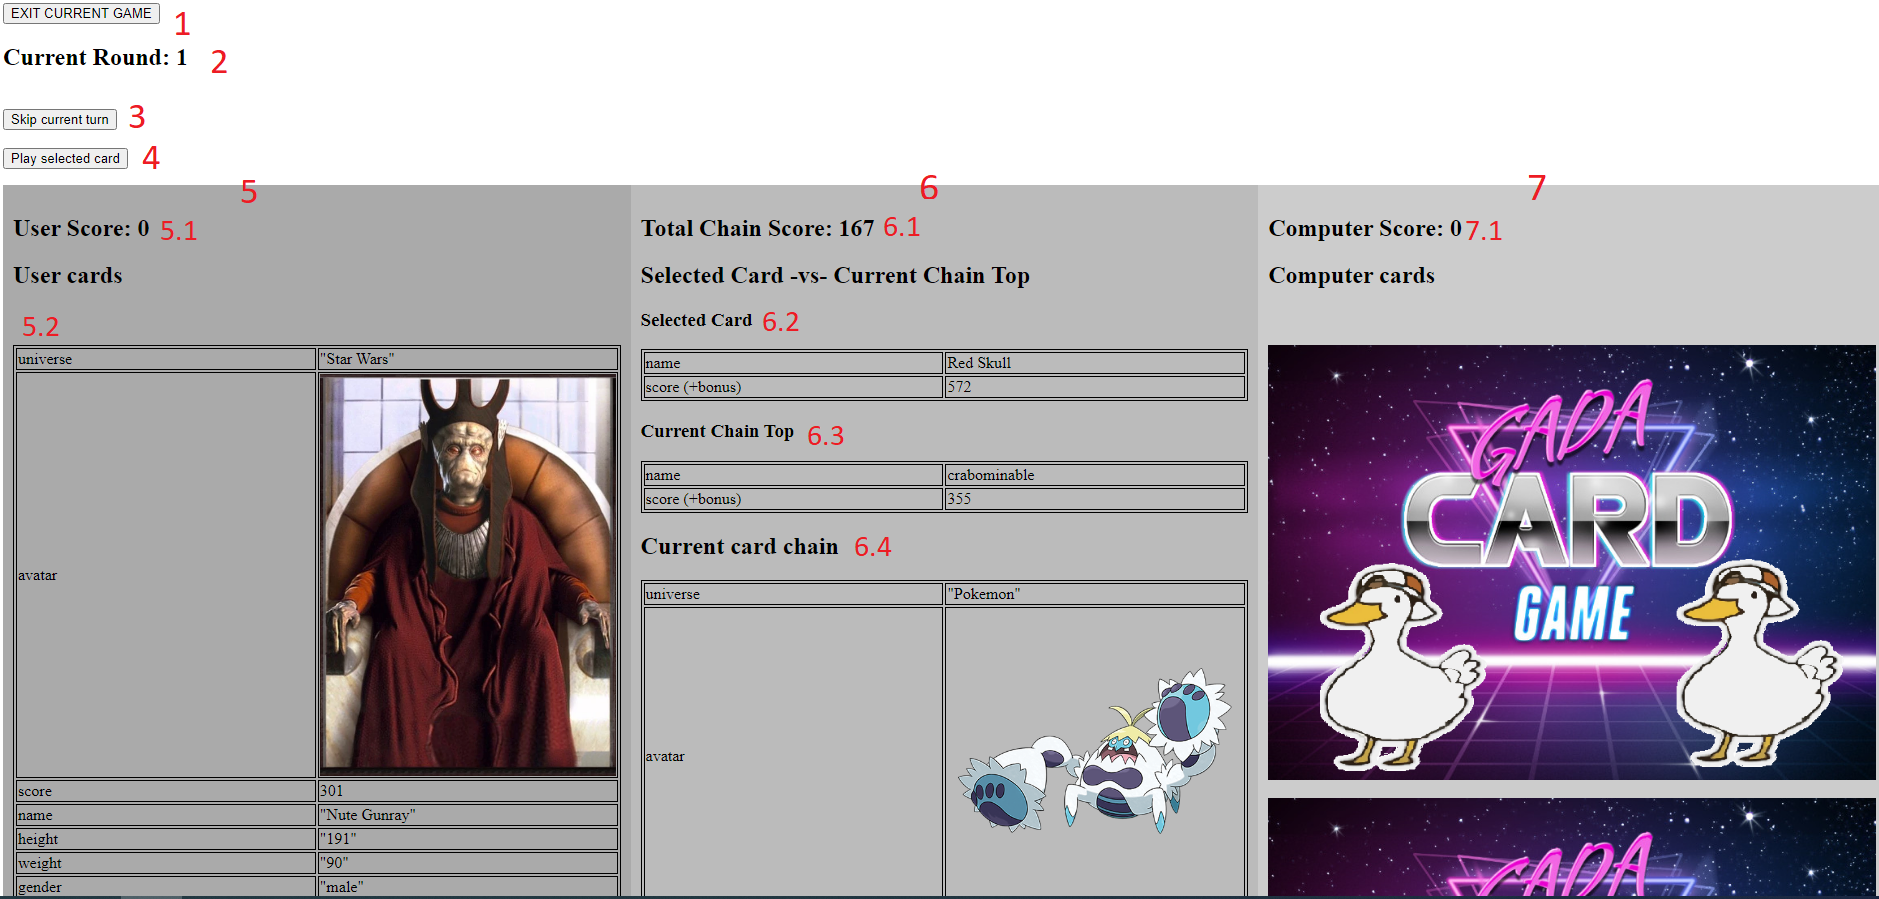 EXIT CURRENT GAME 1
Current Round: 1 2
Skip current turn 3
Play selected card 4
5
User Score: 0 5.1
User cards
5.2
universe "Star Wars"
avatar
score 301
name "Nute Gunray"
height "191"
weight "90"
gender "male"
6
Total Chain Score: 167 6.1
Selected Card -vs- Current Chain Top
Selected Card 6.2
name Red Skull
score (+bonus) 572
Current Chain Top 6.3
name crabominable
score (+bonus) 355
Current card chain 6.4
universe "Pokemon"
avatar
7
Computer Score: 0 7.1
Computer cards
GADA
CARD
GAME
GADA